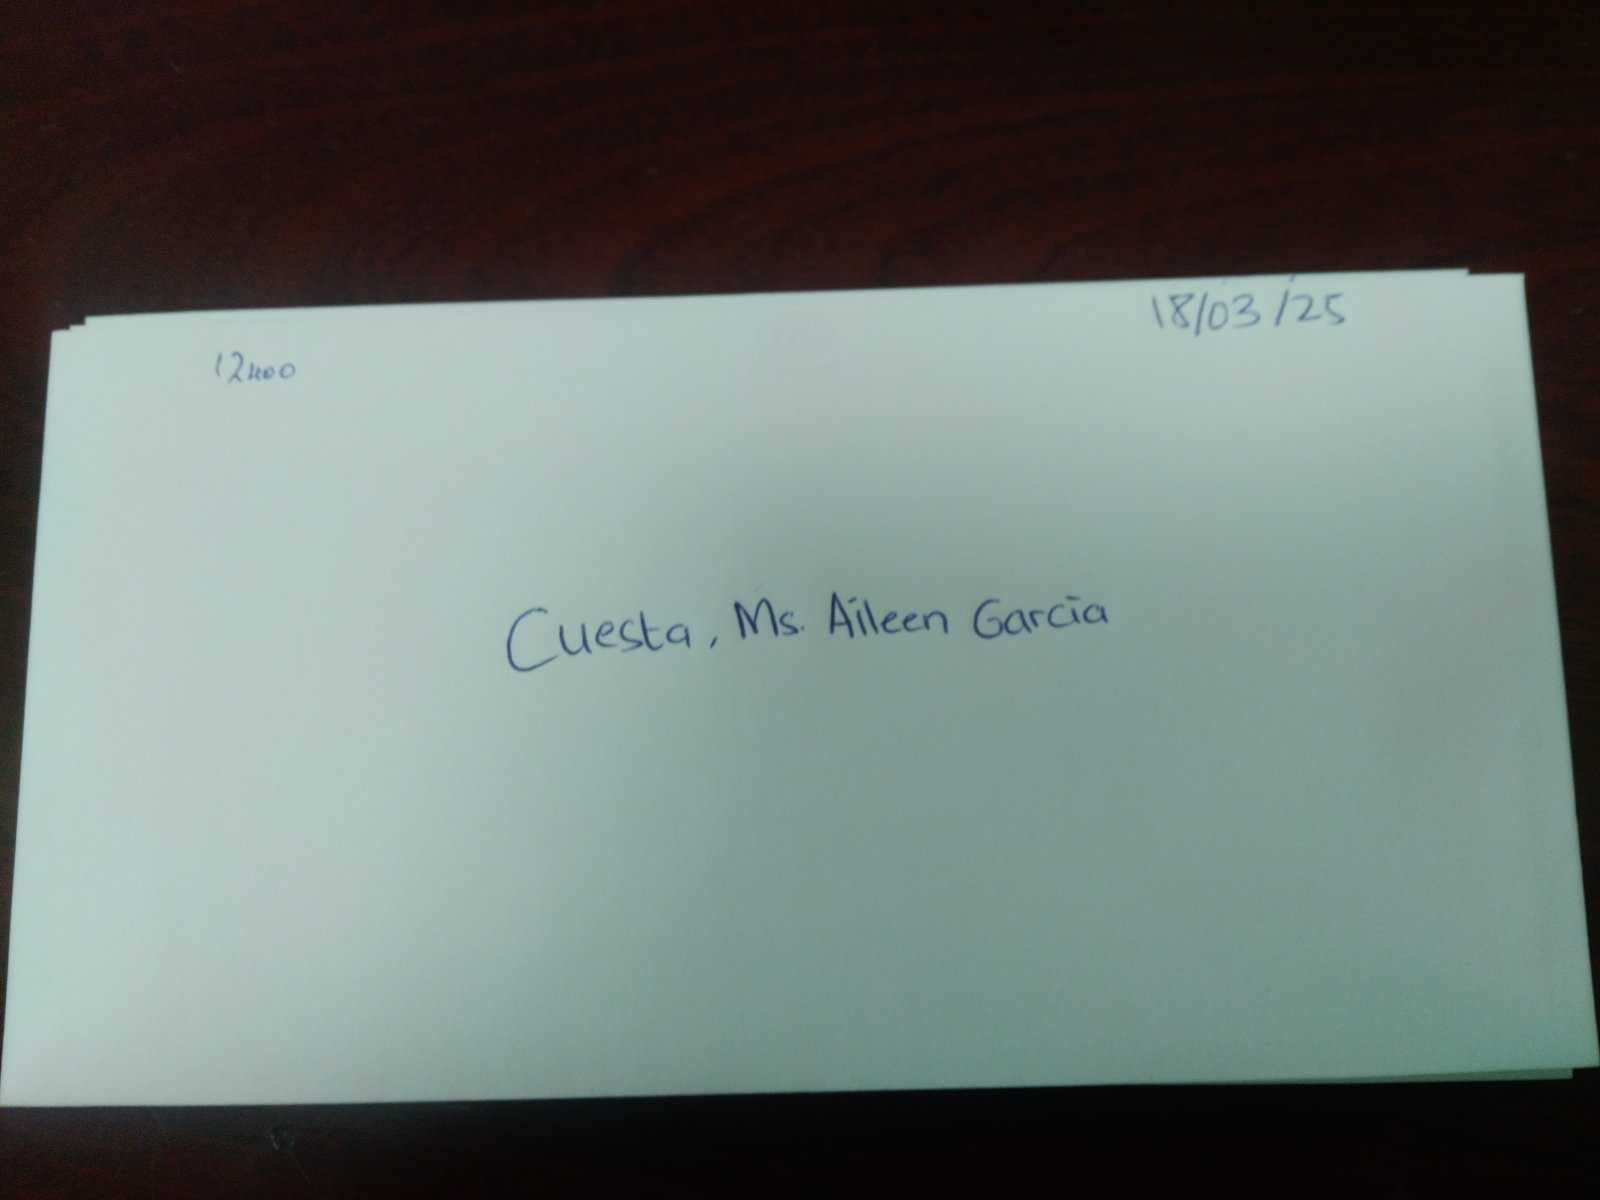 18/03/25
12400
Cuesta, Ms. Aileen Garcia